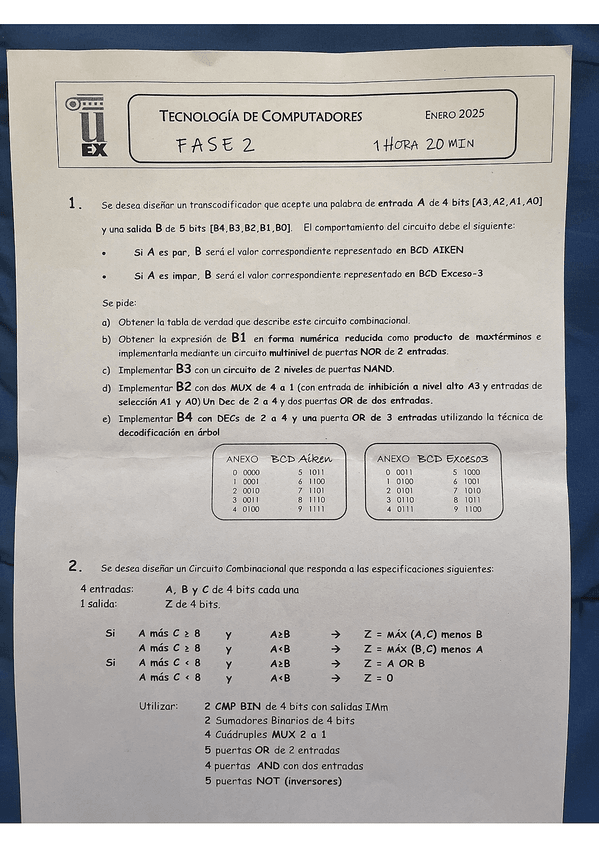 u
EX
TECNOLOGÍA DE COMPUTADORES
ENERO 2025
FASE 2
1 HORA 20 MIN
1. Se desea diseñar un transcodificador que acepte una palabra de entrada A de 4 bits [A3,A2,A1,A0]
y una salida B de 5 bits [B4,B3,B2,B1,B0]. El comportamiento del circuito debe el siguiente:
• Si A es par, B será el valor correspondiente representado en BCD AIKEN
• Si A es impar, B será el valor correspondiente representado en BCD Exceso-3
Se pide:
a) Obtener la tabla de verdad que describe este circuito combinacional.
b) Obtener la expresión de B1 en forma numérica reducida como producto de maxtérminos e
implementarla mediante un circuito multinivel de puertas NOR de 2 entradas.
c) Implementar B3 con un circuito de 2 niveles de puertas NAND.
d) Implementar B2 con dos MUX de 4 a 1 (con entrada de inhibición a nivel alto A3 y entradas de
selección A1 y A0) Un Dec de 2 a 4 y dos puertas OR de dos entradas.
e) Implementar B4 con DECs de 2 a 4 y una puerta OR de 3 entradas utilizando la técnica de
decodificación en árbol
ANEXO BCD Aiken
0 0000 5 1011
1 0001 6 1100
2 0010 7 1101
3 0011 8 1110
4 0100 9 1111
ANEXO BCD Exceso3
0 0011 5 1000
1 0100 6 1001
2 0101 7 1010
3 0110 8 1011
4 0111 9 1100
2. Se desea diseñar un Circuito Combinacional que responda a las especificaciones siguientes:
4 entradas: A, B y C de 4 bits cada una
1 salida: Z de 4 bits.
Si A más C ≥ 8 y A≥B → Z = MÁX (A,C) menos B
A más C ≥ 8 y A<B → Z = MÁX (B,C) menos A
Si A más C < 8 y A≥B → Z = A OR B
A más C < 8 y A<B → Z = 0
Utilizar: 2 CMP BIN de 4 bits con salidas IMm
2 Sumadores Binarios de 4 bits
4 Cuádruples MUX 2 a 1
5 puertas OR de 2 entradas
4 puertas AND con dos entradas
5 puertas NOT (inversores)